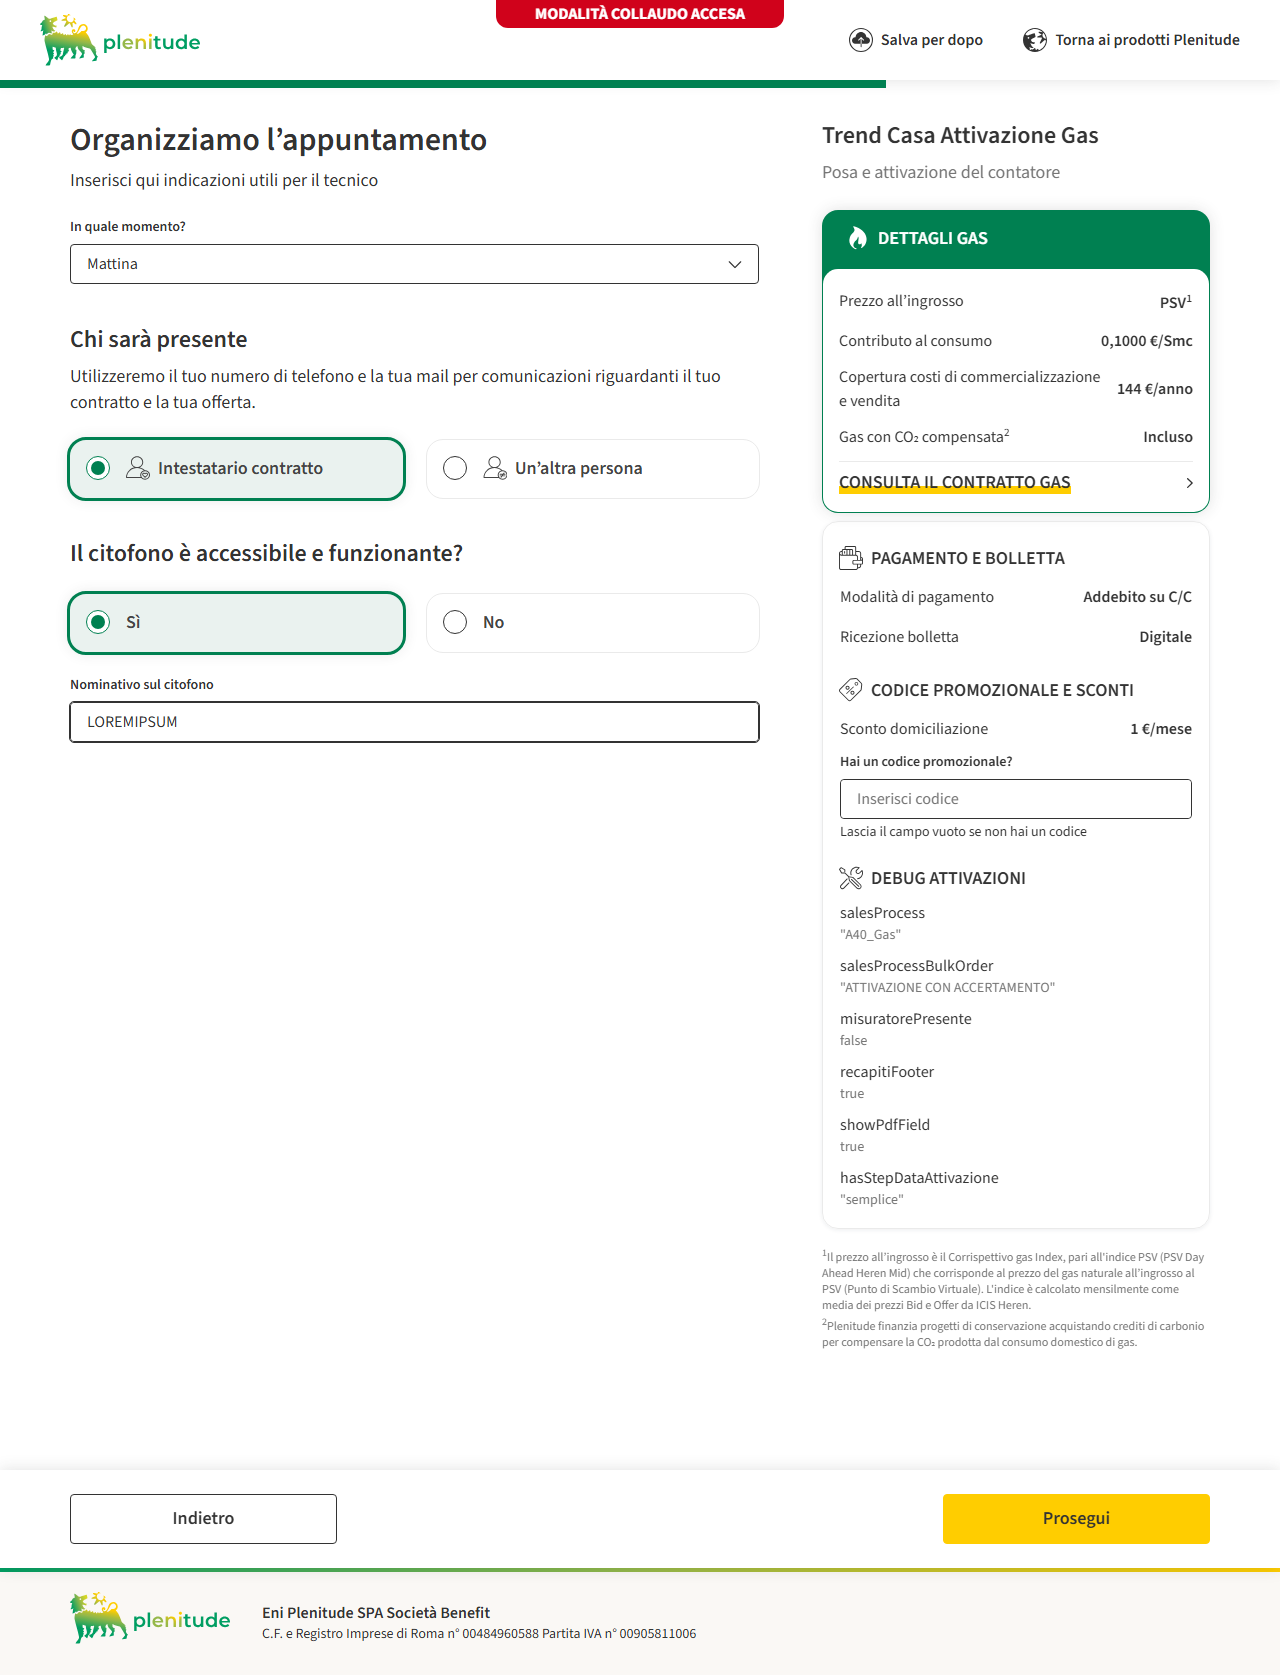 MODALITÀ COLLAUDO ACCESA
plenitude
Salva per dopo
Torna ai prodotti Plenitude
Organizziamo l’appuntamento
Inserisci qui indicazioni utili per il tecnico
In quale momento?
Mattina
Chi sarà presente
Utilizzeremo il tuo numero di telefono e la tua mail per comunicazioni riguardanti il tuo
contratto e la tua offerta.
Intestatario contratto
Un’altra persona
Il citofono è accessibile e funzionante?
Sì
No
Nominativo sul citofono
LOREMIPSUM
Trend Casa Attivazione Gas
Posa e attivazione del contatore
DETTAGLI GAS
Prezzo all’ingrosso PSV¹
Contributo al consumo 0,1000 €/Smc
Copertura costi di commercializzazione
e vendita 144 €/anno
Gas con CO₂ compensata² Incluso
CONSULTA IL CONTRATTO GAS
PAGAMENTO E BOLLETTA
Modalità di pagamento Addebito su C/C
Ricezione bolletta Digitale
CODICE PROMOZIONALE E SCONTI
Sconto domiciliazione 1 €/mese
Hai un codice promozionale?
Inserisci codice
Lascia il campo vuoto se non hai un codice
DEBUG ATTIVAZIONI
salesProcess
"A40_Gas"
salesProcessBulkOrder
"ATTIVAZIONE CON ACCERTAMENTO"
misuratorePresente
false
recapitiFooter
true
showPdfField
true
hasStepDataAttivazione
"semplice"
¹Il prezzo all’ingrosso è il Corrispettivo gas Index, pari all'indice PSV (PSV Day
Ahead Heren Mid) che corrisponde al prezzo del gas naturale all’ingrosso al
PSV (Punto di Scambio Virtuale). L’indice è calcolato mensilmente come
media dei prezzi Bid e Offer da ICIS Heren.
²Plenitude finanzia progetti di conservazione acquistando crediti di carbonio
per compensare la CO₂ prodotta dal consumo domestico di gas.
Indietro
Prosegui
plenitude
Eni Plenitude SPA Società Benefit
C.F. e Registro Imprese di Roma n° 00484960588 Partita IVA n° 00905811006